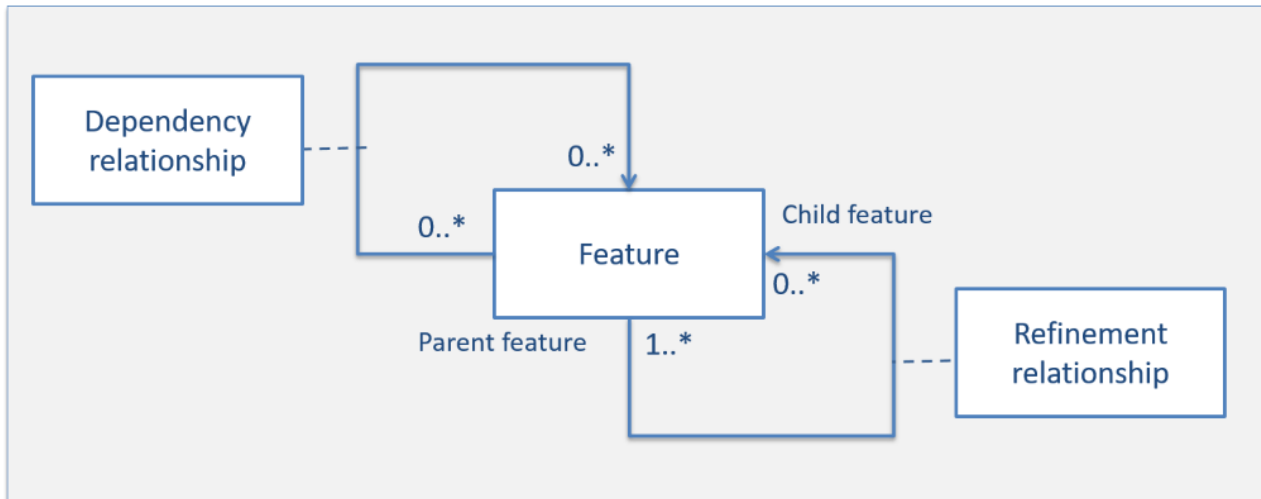 Dependency
relationship
0..*
0..*
Child feature
Feature
0..*
Parent feature
1..*
Refinement
relationship